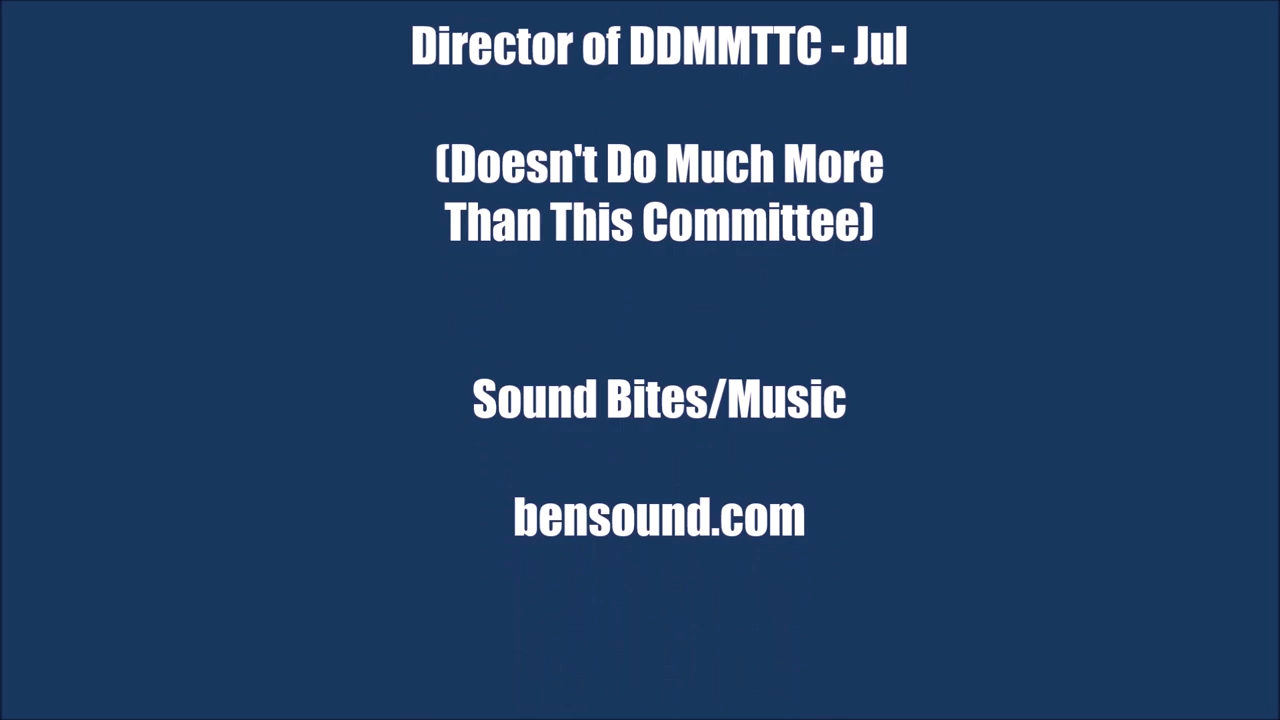 Director of DDMMTTC - Jul
(Doesn't Do Much More
Than This Committee)
Sound Bites/Music
bensound.com